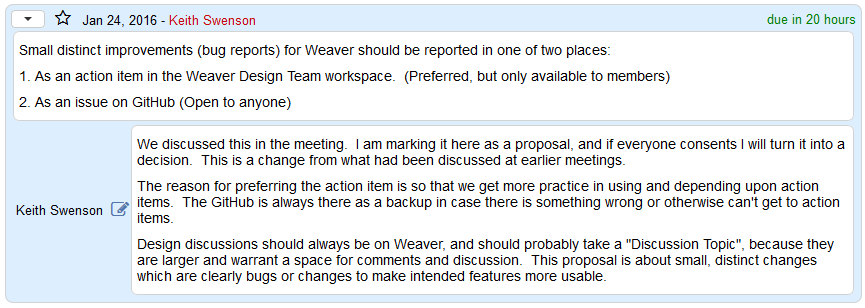 Jan 24, 2016 - Keith Swenson
due in 20 hours
Small distinct improvements (bug reports) for Weaver should be reported in one of two places:
1. As an action item in the Weaver Design Team workspace.  (Preferred, but only available to members)
2. As an issue on GitHub (Open to anyone)
Keith Swenson
We discussed this in the meeting.  I am marking it here as a proposal, and if everyone consents I will turn it into a
decision.  This is a change from what had been discussed at earlier meetings.
The reason for preferring the action item is so that we get more practice in using and depending upon action
items.  The GitHub is always there as a backup in case there is something wrong or otherwise can't get to action
items.
Design discussions should always be on Weaver, and should probably take a "Discussion Topic", because they
are larger and warrant a space for comments and discussion.  This proposal is about small, distinct changes
which are clearly bugs or changes to make intended features more usable.